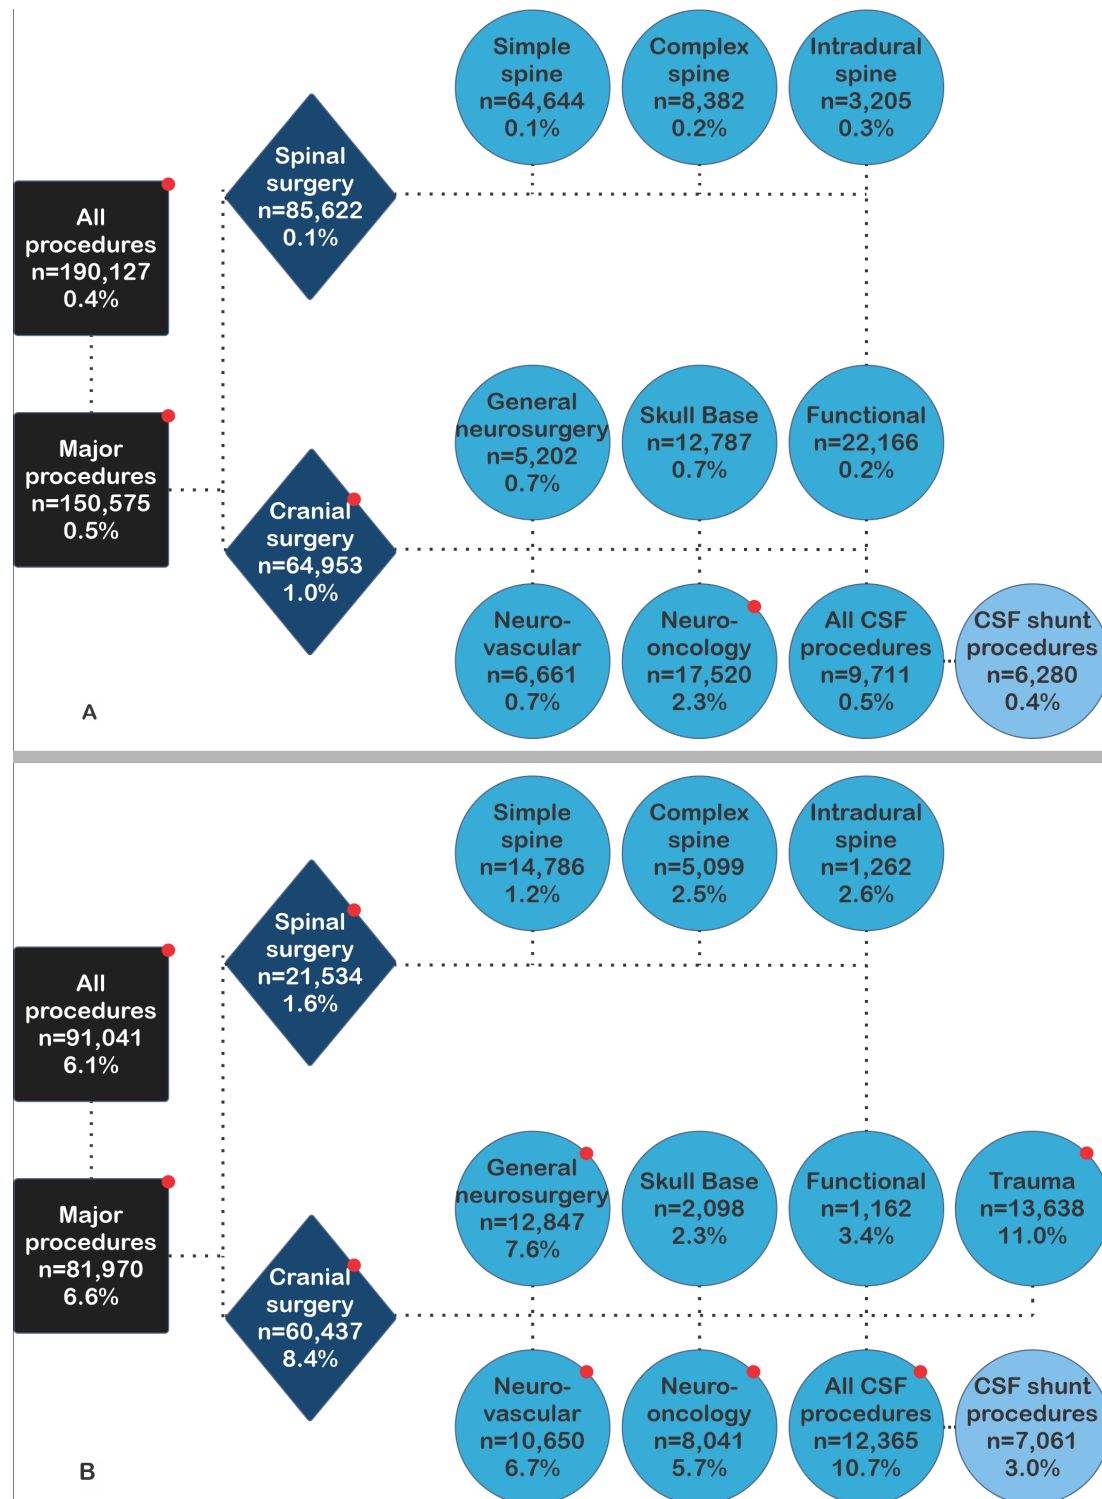 Simple
spine
n=64,644
0.1%
Complex
spine
n=8,382
0.2%
Intradural
spine
n=3,205
0.3%
Spinal
surgery
n=85,622
0.1%
All
procedures
n=190,127
0.4%
Major
procedures
n=150,575
0.5%
General
neurosurgery
n=5,202
0.7%
Skull Base
n=12,787
0.7%
Functional
n=22,166
0.2%
Cranial
surgery
n=64,953
1.0%
Neuro-
vascular
n=6,661
0.7%
Neuro-
oncology
n=17,520
2.3%
All CSF
procedures
n=9,711
0.5%
CSF shunt
procedures
n=6,280
0.4%
A
Simple
spine
n=14,786
1.2%
Complex
spine
n=5,099
2.5%
Intradural
spine
n=1,262
2.6%
Spinal
surgery
n=21,534
1.6%
All
procedures
n=91,041
6.1%
Major
procedures
n=81,970
6.6%
General
neurosurgery
n=12,847
7.6%
Skull Base
n=2,098
2.3%
Functional
n=1,162
3.4%
Trauma
n=13,638
11.0%
Cranial
surgery
n=60,437
8.4%
Neuro-
vascular
n=10,650
6.7%
Neuro-
oncology
n=8,041
5.7%
All CSF
procedures
n=12,365
10.7%
CSF shunt
procedures
n=7,061
3.0%
B